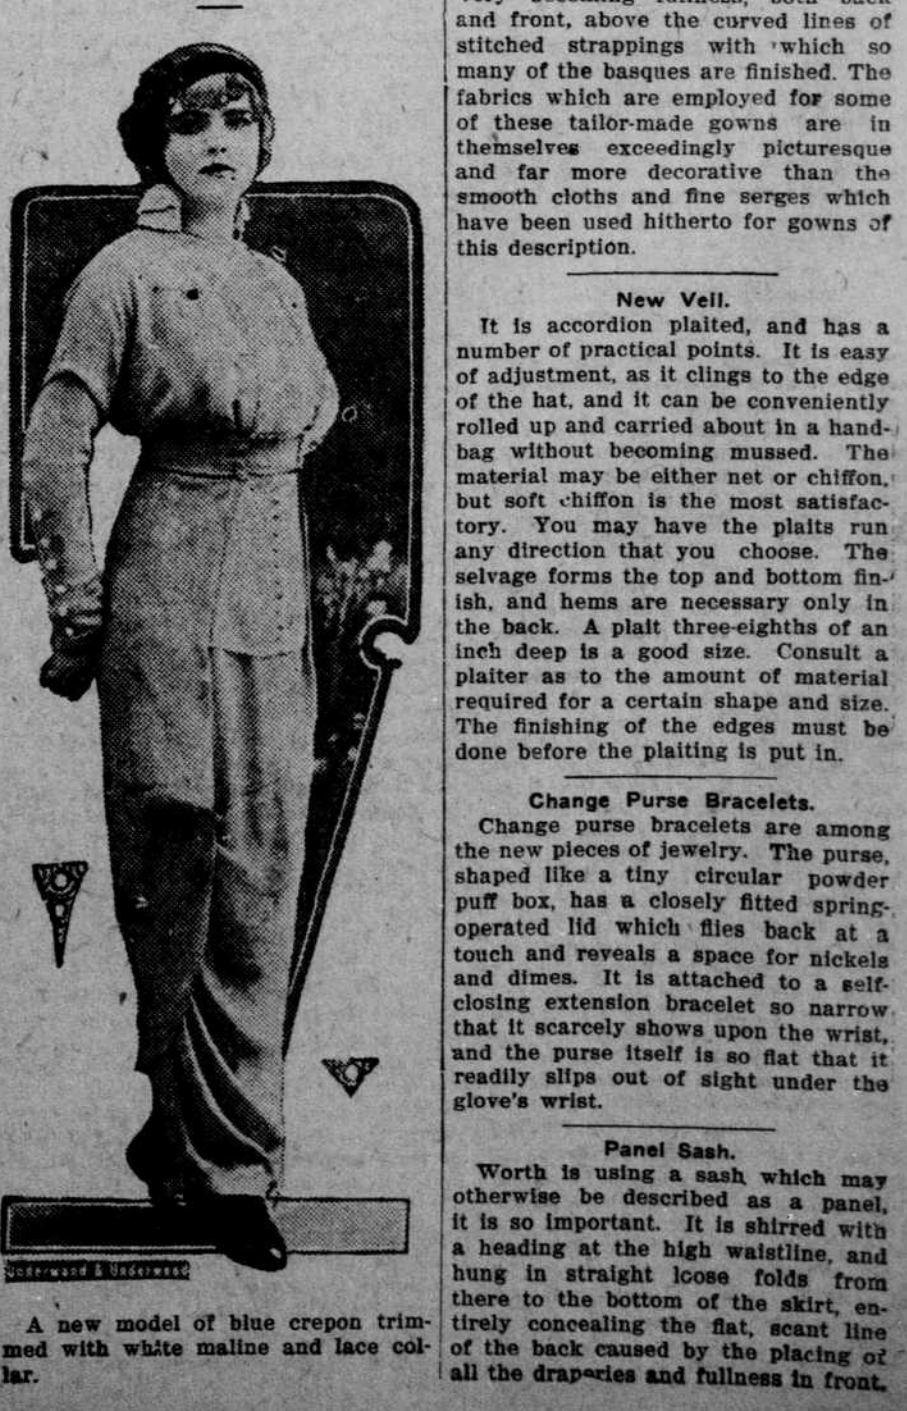 Underwood & Underwood
A new model of blue crepon trim-
med with white maline and lace col-
lar.
very becoming fullness, both back
and front, above the curved lines of
stitched strappings with which so
many of the basques are finished. The
fabrics which are employed for some
of these tailor-made gowns are in
themselves exceedingly picturesque
and far more decorative than the
smooth cloths and fine serges which
have been used hitherto for gowns of
this description.
New Veil.
It is accordion plaited, and has a
number of practical points. It is easy
of adjustment, as it clings to the edge
of the hat, and it can be conveniently
rolled up and carried about in a hand-
bag without becoming mussed. The
material may be either net or chiffon,
but soft chiffon is the most satisfac-
tory. You may have the plaits run
any direction that you choose. The
selvage forms the top and bottom fin-
ish, and hems are necessary only in
the back. A plait three-eighths of an
inch deep is a good size. Consult a
plaiter as to the amount of material
required for a certain shape and size.
The finishing of the edges must be
done before the plaiting is put in.
Change Purse Bracelets.
Change purse bracelets are among
the new pieces of jewelry. The purse,
shaped like a tiny circular powder
puff box, has a closely fitted spring-
operated lid which flies back at a
touch and reveals a space for nickels
and dimes. It is attached to a self-
closing extension bracelet so narrow
that it scarcely shows upon the wrist,
and the purse itself is so flat that it
readily slips out of sight under the
glove's wrist.
Panel Sash.
Worth is using a sash which may
otherwise be described as a panel,
it is so important. It is shirred with
a heading at the high waistline, and
hung in straight loose folds from
there to the bottom of the skirt, en-
tirely concealing the flat, scant line
of the back caused by the placing of
all the draperies and fullness in front.